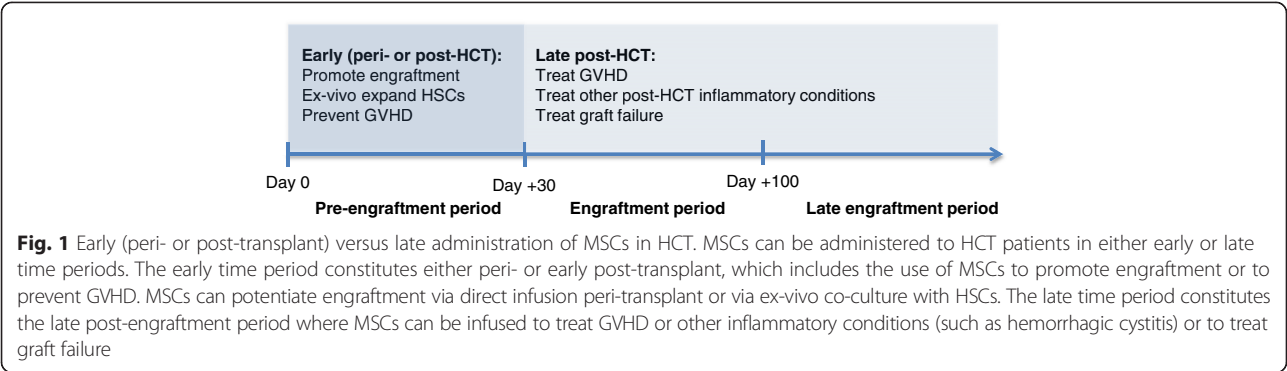 Early (peri- or post-HCT):
Promote engraftment
Ex-vivo expand HSCs
Prevent GVHD
Late post-HCT:
Treat GVHD
Treat other post-HCT inflammatory conditions
Treat graft failure
Day 0
Day +30
Day +100
Pre-engraftment period
Engraftment period
Late engraftment period
Fig. 1 Early (peri- or post-transplant) versus late administration of MSCs in HCT. MSCs can be administered to HCT patients in either early or late
time periods. The early time period constitutes either peri- or early post-transplant, which includes the use of MSCs to promote engraftment or to
prevent GVHD. MSCs can potentiate engraftment via direct infusion peri-transplant or via ex-vivo co-culture with HSCs. The late time period constitutes
the late post-engraftment period where MSCs can be infused to treat GVHD or other inflammatory conditions (such as hemorrhagic cystitis) or to treat
graft failure